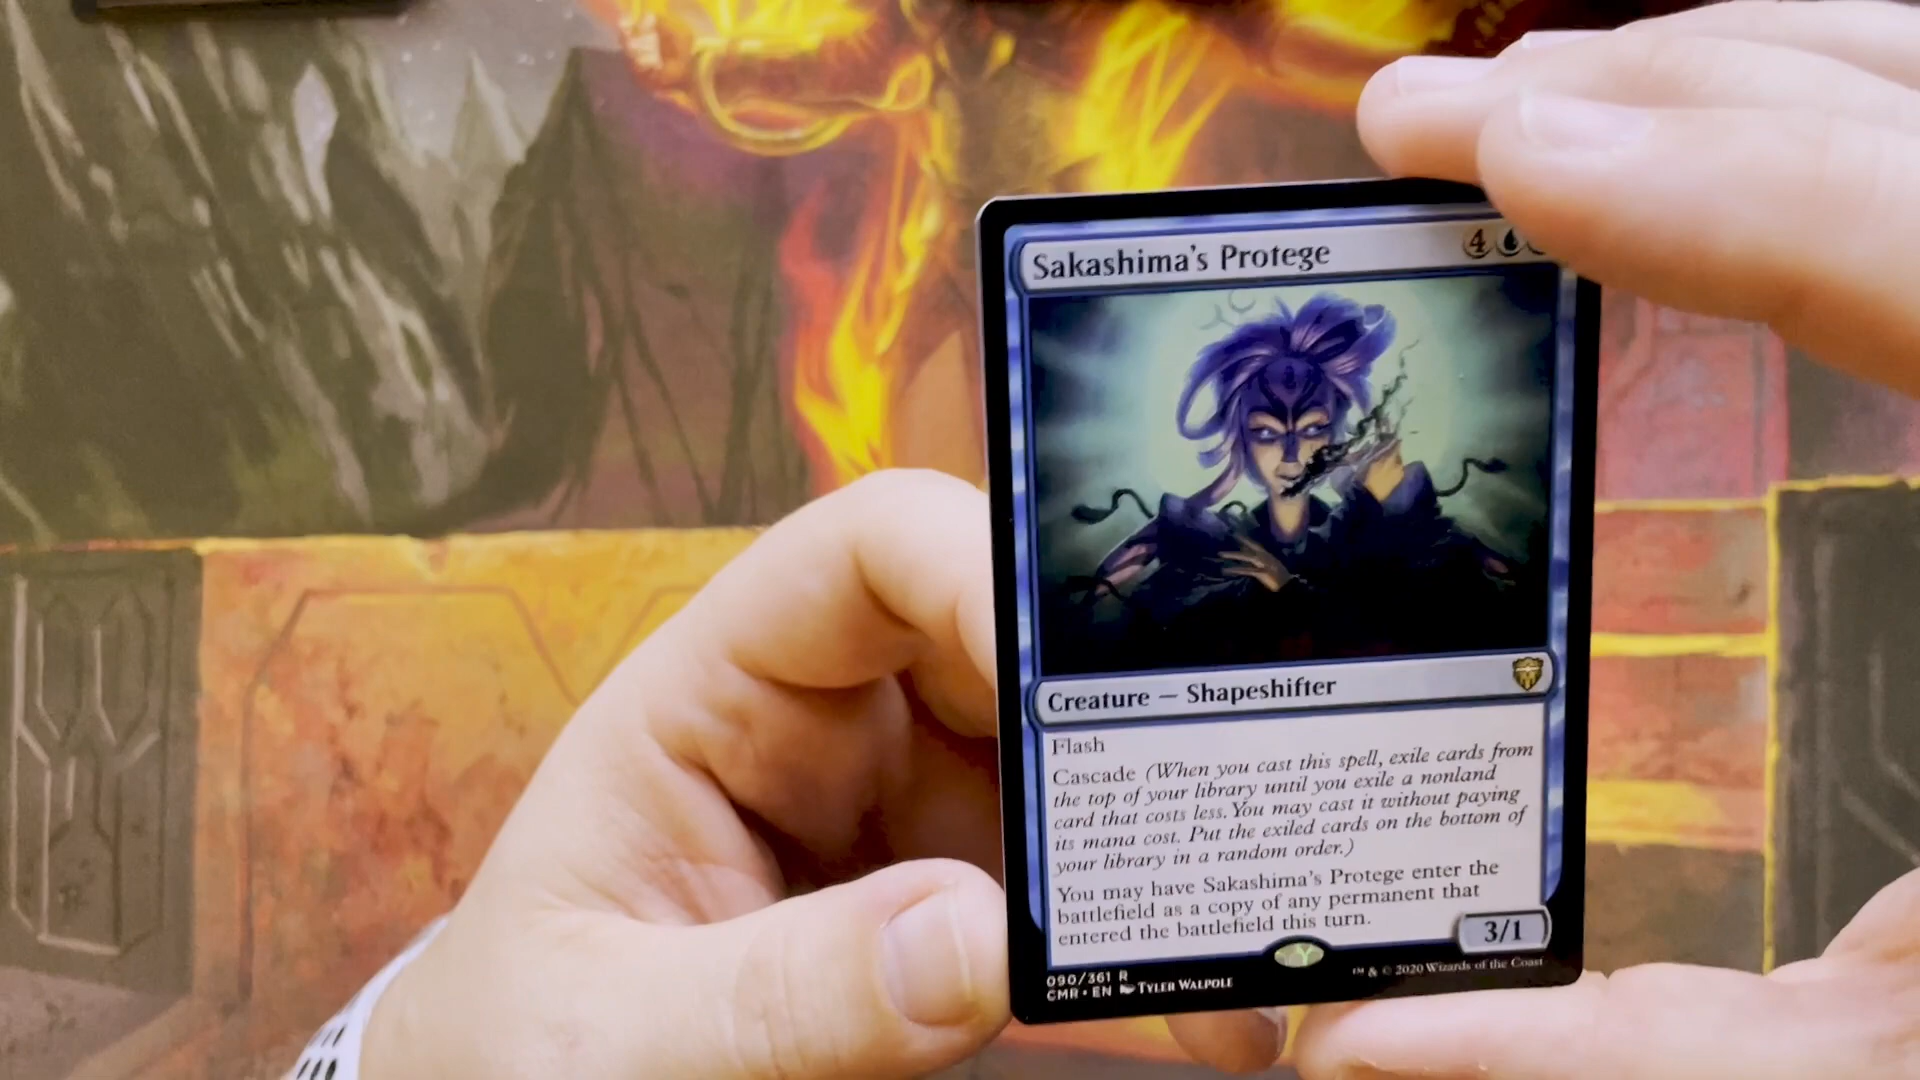 Sakashima's Protege 4
Creature — Shapeshifter
Flash
Cascade (When you cast this spell, exile cards from
the top of your library until you exile a nonland
card that costs less. You may cast it without paying
its mana cost. Put the exiled cards on the bottom of
your library in a random order.)
You may have Sakashima's Protege enter the
battlefield as a copy of any permanent that
entered the battlefield this turn.
3/1
090/361 R
CMR • EN TYLER WALPOLE
™ & © 2020 Wizards of the Coast